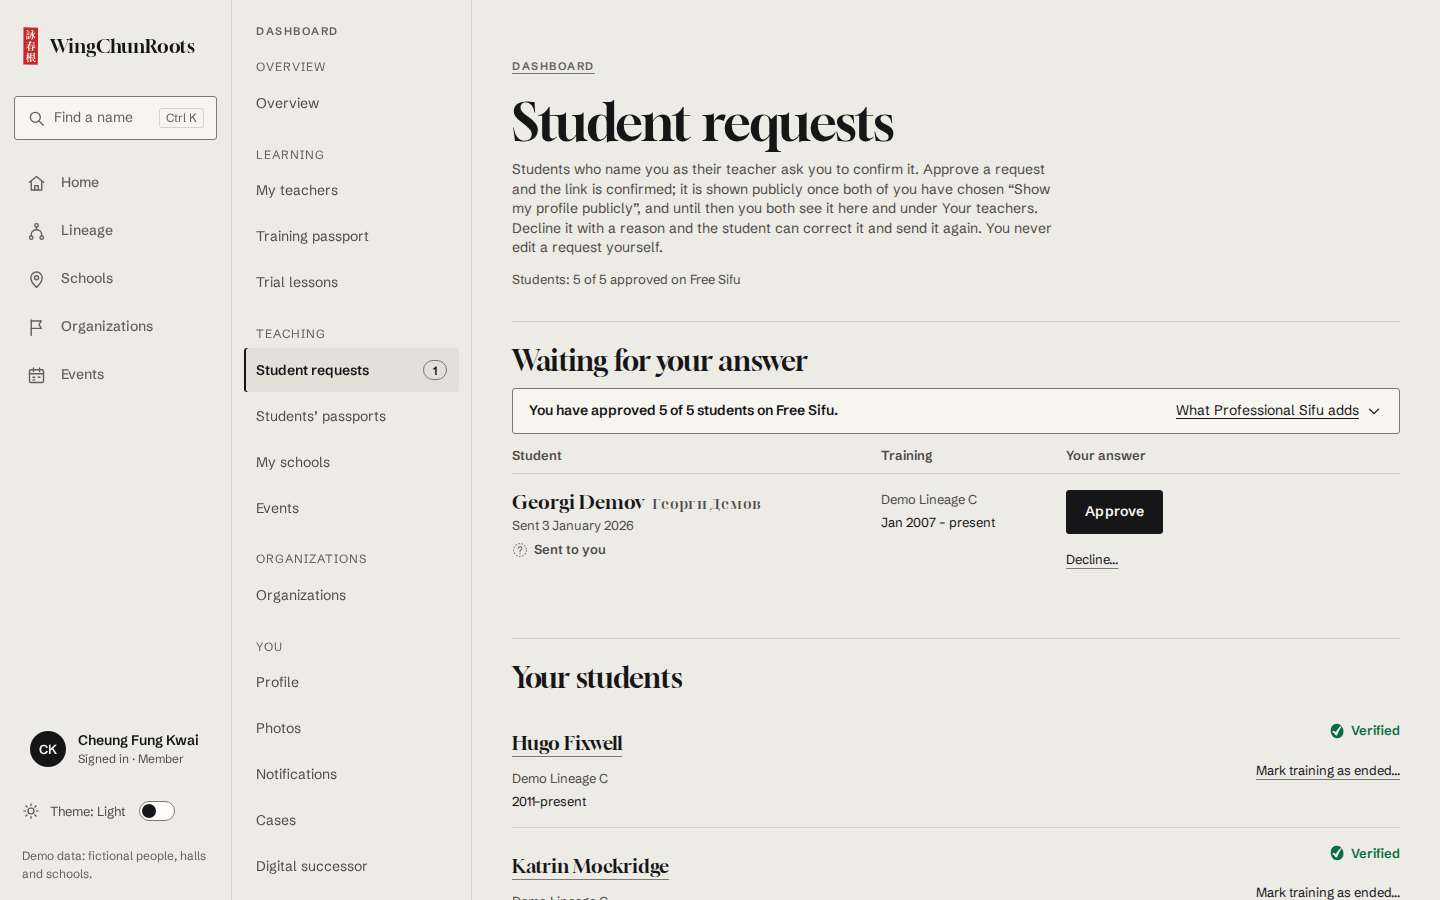 詠春根
WingChunRoots
Find a name
Ctrl K
Home
Lineage
Schools
Organizations
Events
CK
Cheung Fung Kwai
Signed in · Member
Theme: Light
Demo data: fictional people, halls
and schools.
DASHBOARD
OVERVIEW
Overview
LEARNING
My teachers
Training passport
Trial lessons
TEACHING
Student requests
1
Students’ passports
My schools
Events
ORGANIZATIONS
Organizations
YOU
Profile
Photos
Notifications
Cases
Digital successor
DASHBOARD
Student requests
Students who name you as their teacher ask you to confirm it. Approve a request
and the link is confirmed; it is shown publicly once both of you have chosen “Show
my profile publicly”, and until then you both see it here and under Your teachers.
Decline it with a reason and the student can correct it and send it again. You never
edit a request yourself.
Students: 5 of 5 approved on Free Sifu
Waiting for your answer
You have approved 5 of 5 students on Free Sifu.
What Professional Sifu adds
Student
Training
Your answer
Georgi Demov Георги Демов
Sent 3 January 2026
? Sent to you
Demo Lineage C
Jan 2007 – present
Approve
Decline…
Your students
Hugo Fixwell
Demo Lineage C
2011–present
Verified
Mark training as ended…
Katrin Mockridge
Verified
Demo Lineage C
Mark training as ended…